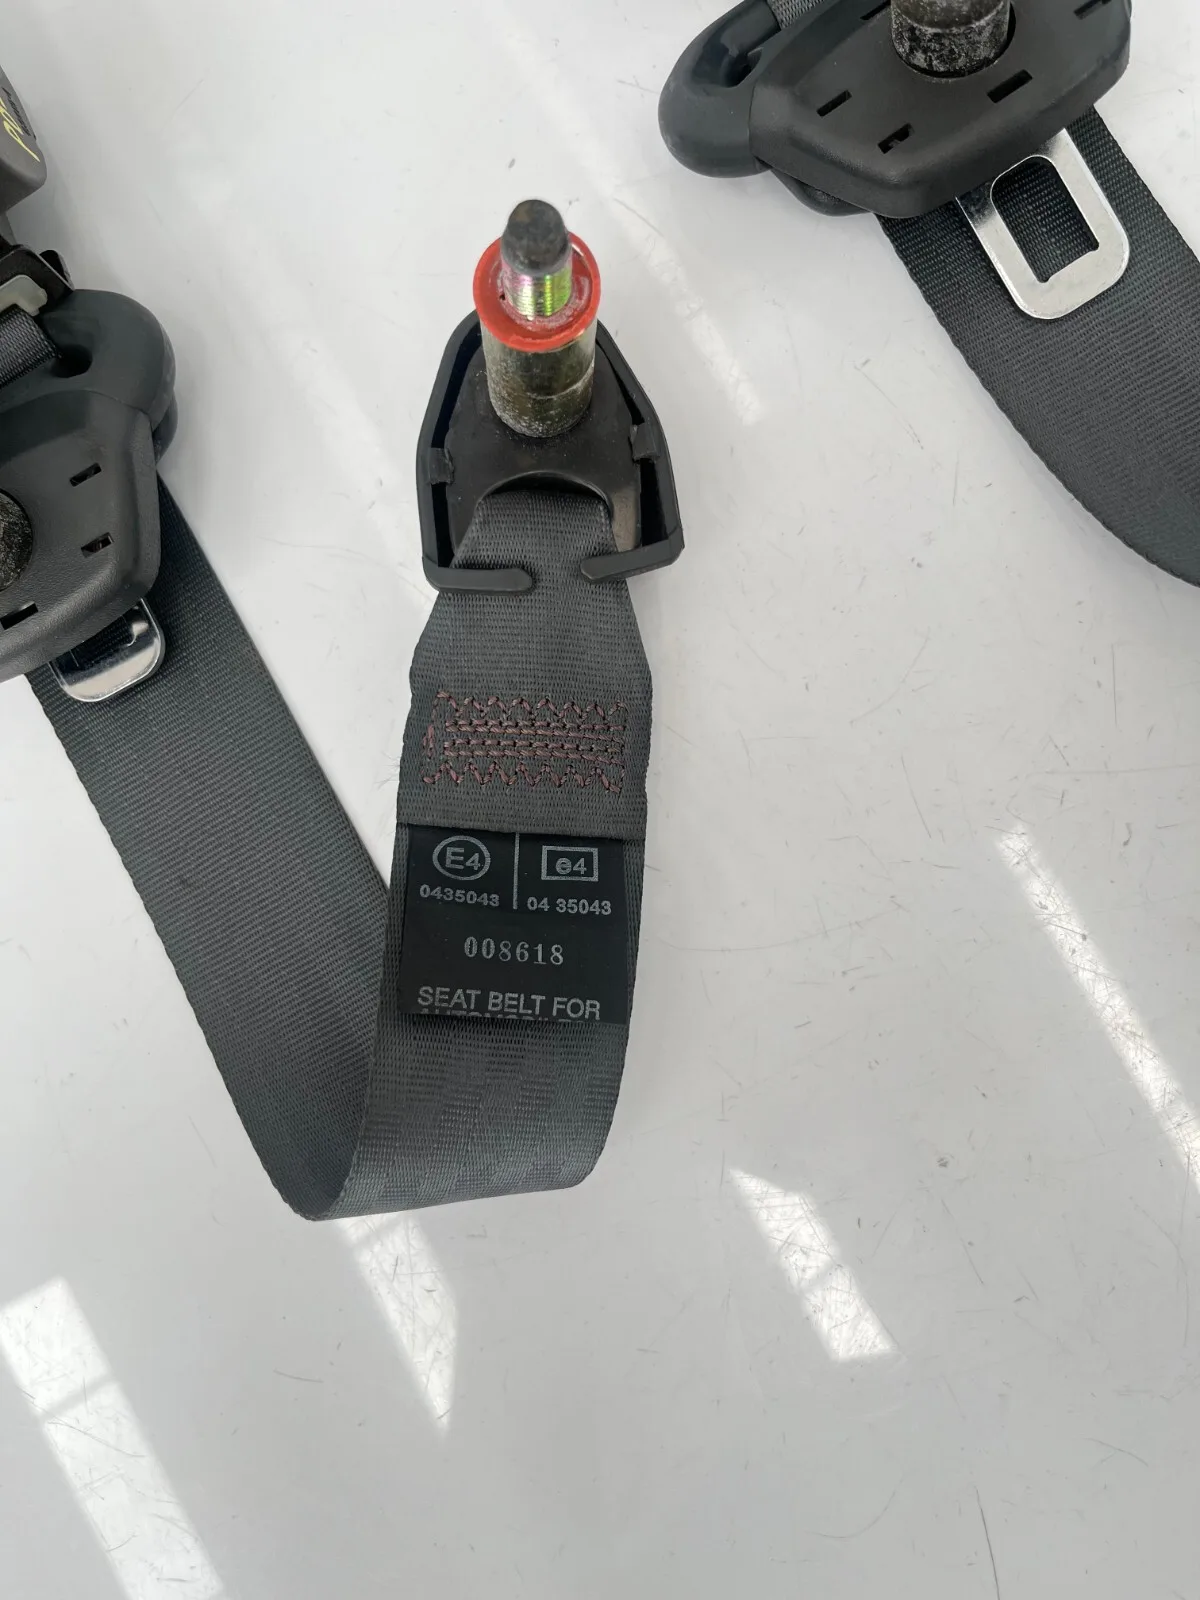 E4 e4
0435043 04 35043
008618
SEAT BELT FOR